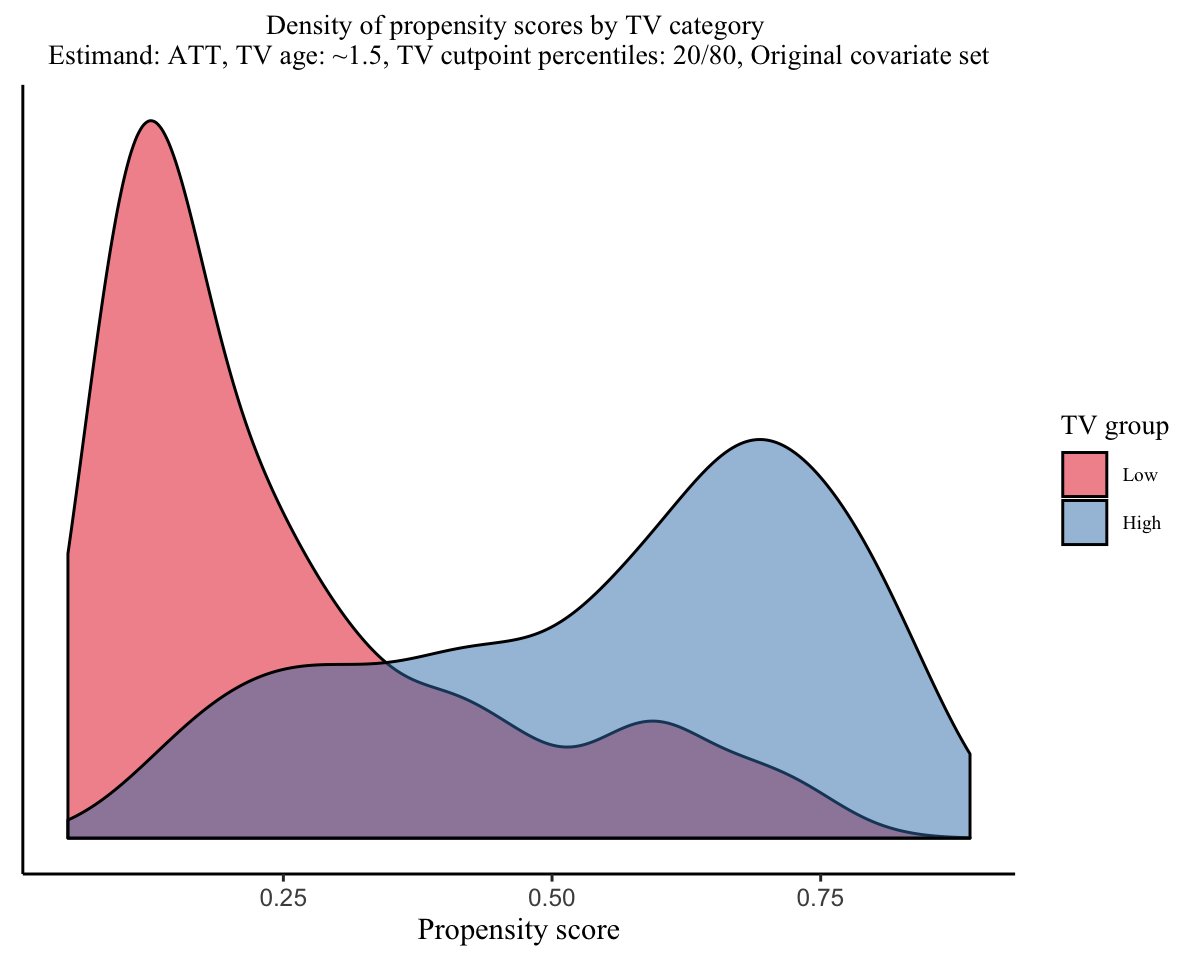 Density of propensity scores by TV category
Estimand: ATT, TV age: ~1.5, TV cutpoint percentiles: 20/80, Original covariate set
TV group
Low
High
0.25
0.50
0.75
Propensity score